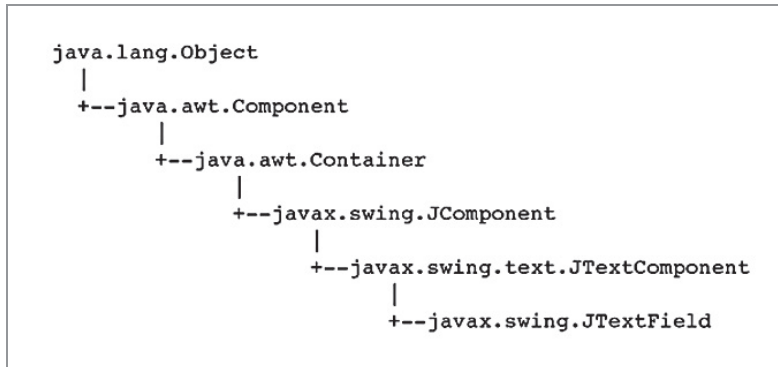 java.lang.Object
|
+--java.awt.Component
|
+--java.awt.Container
|
+--javax.swing.JComponent
|
+--javax.swing.text.JTextComponent
|
+--javax.swing.JTextField